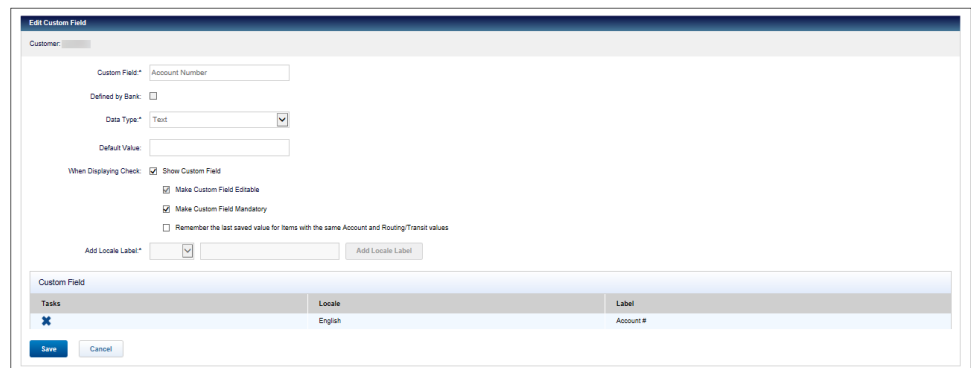 Edit Custom Field
Customer:
Custom Field:* Account Number
Defined by Bank:
Data Type:* Text
Default Value:
When Displaying Check: Show Custom Field
Make Custom Field Editable
Make Custom Field Mandatory
Remember the last saved value for Items with the same Account and Routing/Transit values
Add Locale Label:* Add Locale Label
Custom Field
Tasks Locale Label
English Account #
Save Cancel